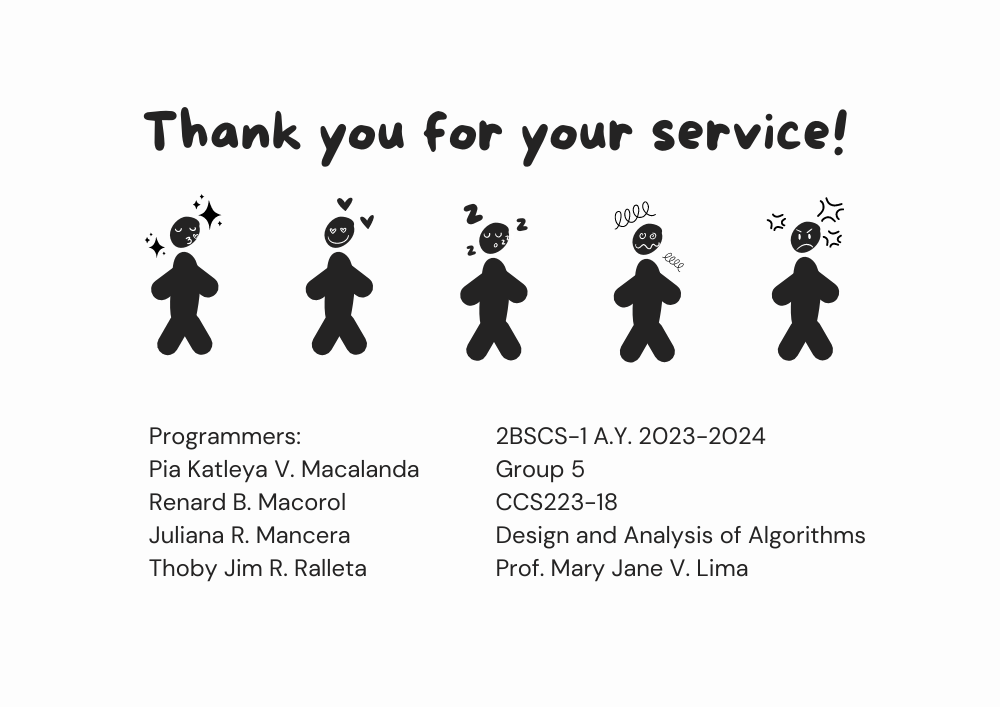 Thank you for your service!
Programmers:
Pia Katleya V. Macalanda
Renard B. Macorol
Juliana R. Mancera
Thoby Jim R. Ralleta
2BSCS-1 A.Y. 2023-2024
Group 5
CCS223-18
Design and Analysis of Algorithms
Prof. Mary Jane V. Lima